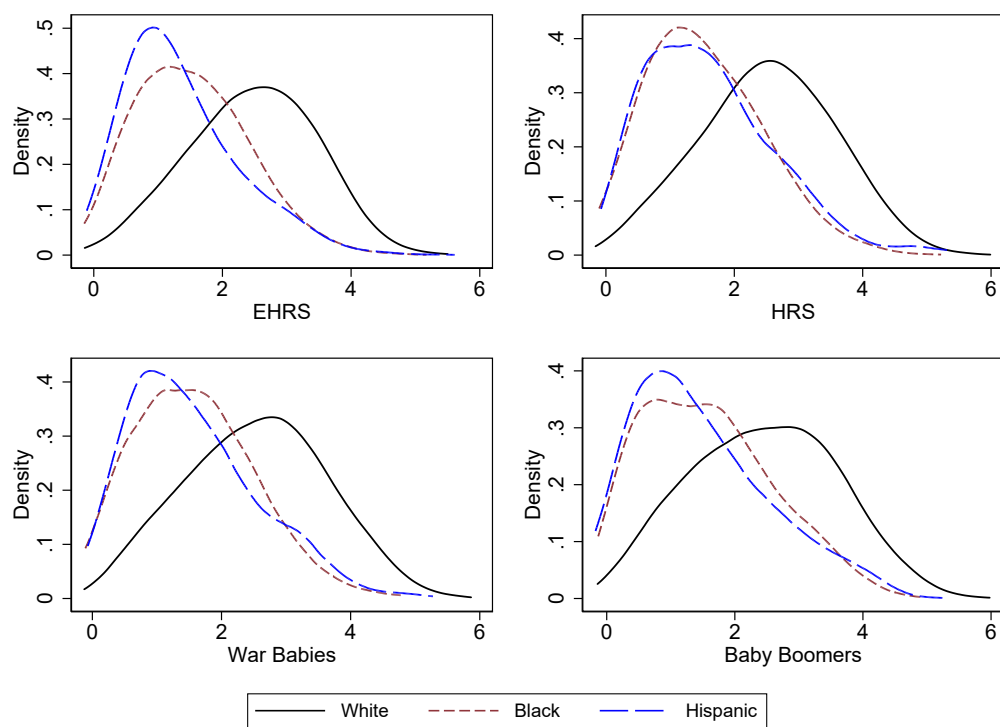 Density
.5
.4
.3
.2
.1
0
0 2 4 6
EHRS
Density
.4
.3
.2
.1
0
0 2 4 6
HRS
Density
.4
.3
.2
.1
0
0 2 4 6
War Babies
Density
.4
.3
.2
.1
0
0 2 4 6
Baby Boomers
White Black Hispanic